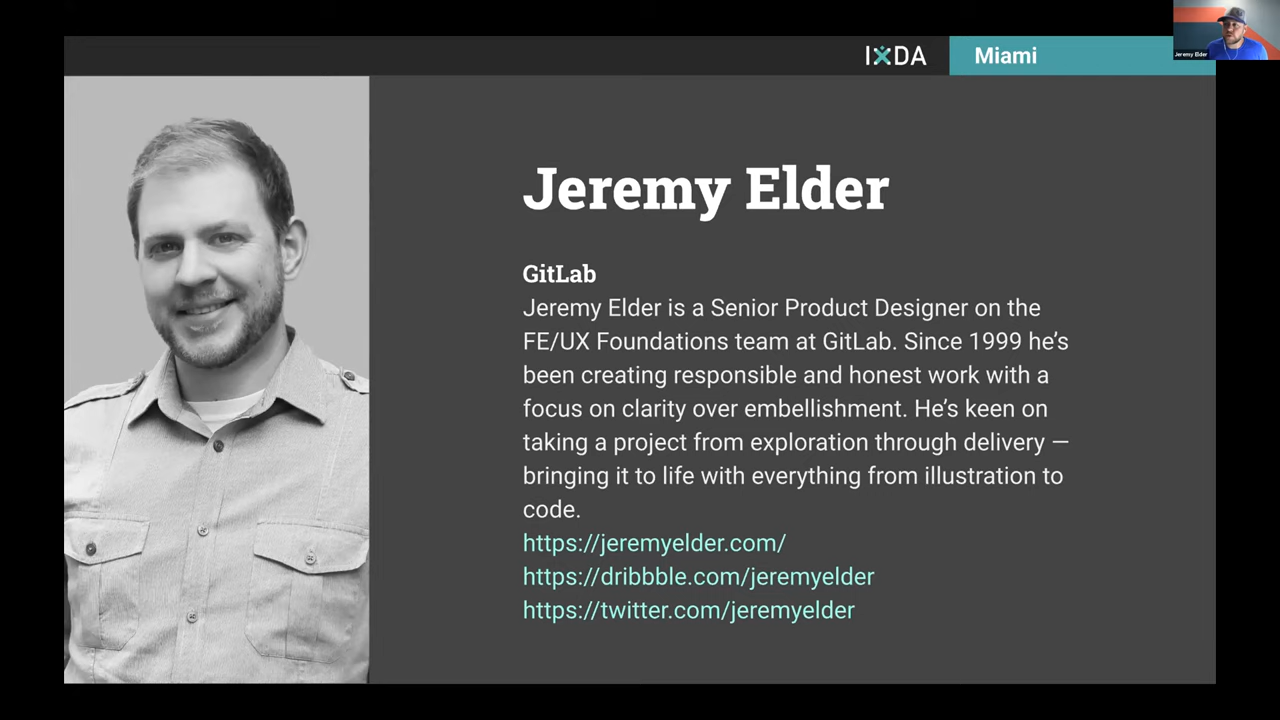 IXDA
Miami
Jeremy Elder
Jeremy Elder
GitLab
Jeremy Elder is a Senior Product Designer on the
FE/UX Foundations team at GitLab. Since 1999 he’s
been creating responsible and honest work with a
focus on clarity over embellishment. He’s keen on
taking a project from exploration through delivery —
bringing it to life with everything from illustration to
code.
https://jeremyelder.com/
https://dribbble.com/jeremyelder
https://twitter.com/jeremyelder